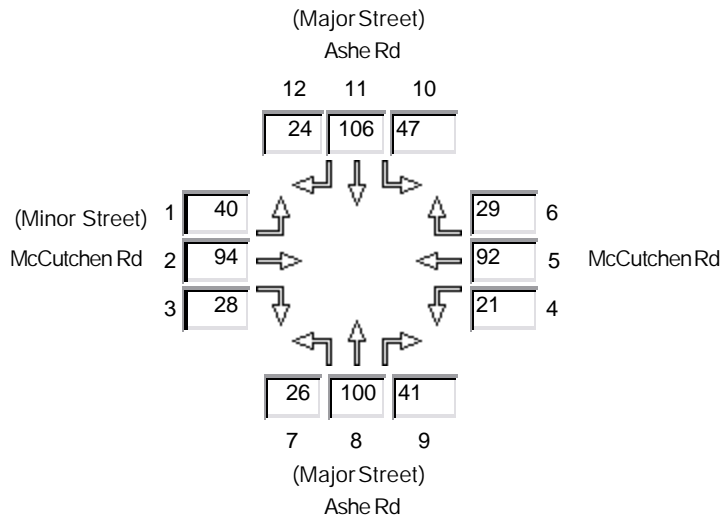 (Major Street)
Ashe Rd
12 11 10
24 106 47
1 40 29 6
(Minor Street)
McCutchen Rd 2 94 92 5 McCutchen Rd
3 28 21 4
26 100 41
7 8 9
(Major Street)
Ashe Rd